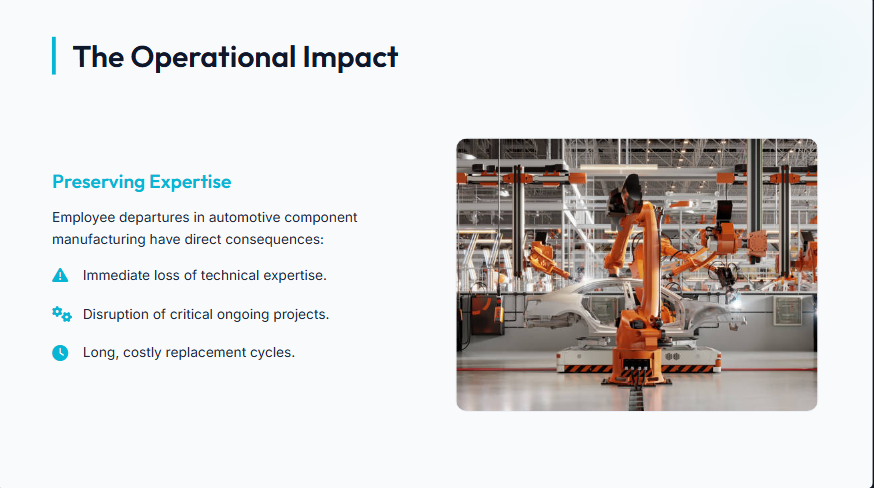 The Operational Impact
Preserving Expertise
Employee departures in automotive component
manufacturing have direct consequences:
Immediate loss of technical expertise.
Disruption of critical ongoing projects.
Long, costly replacement cycles.